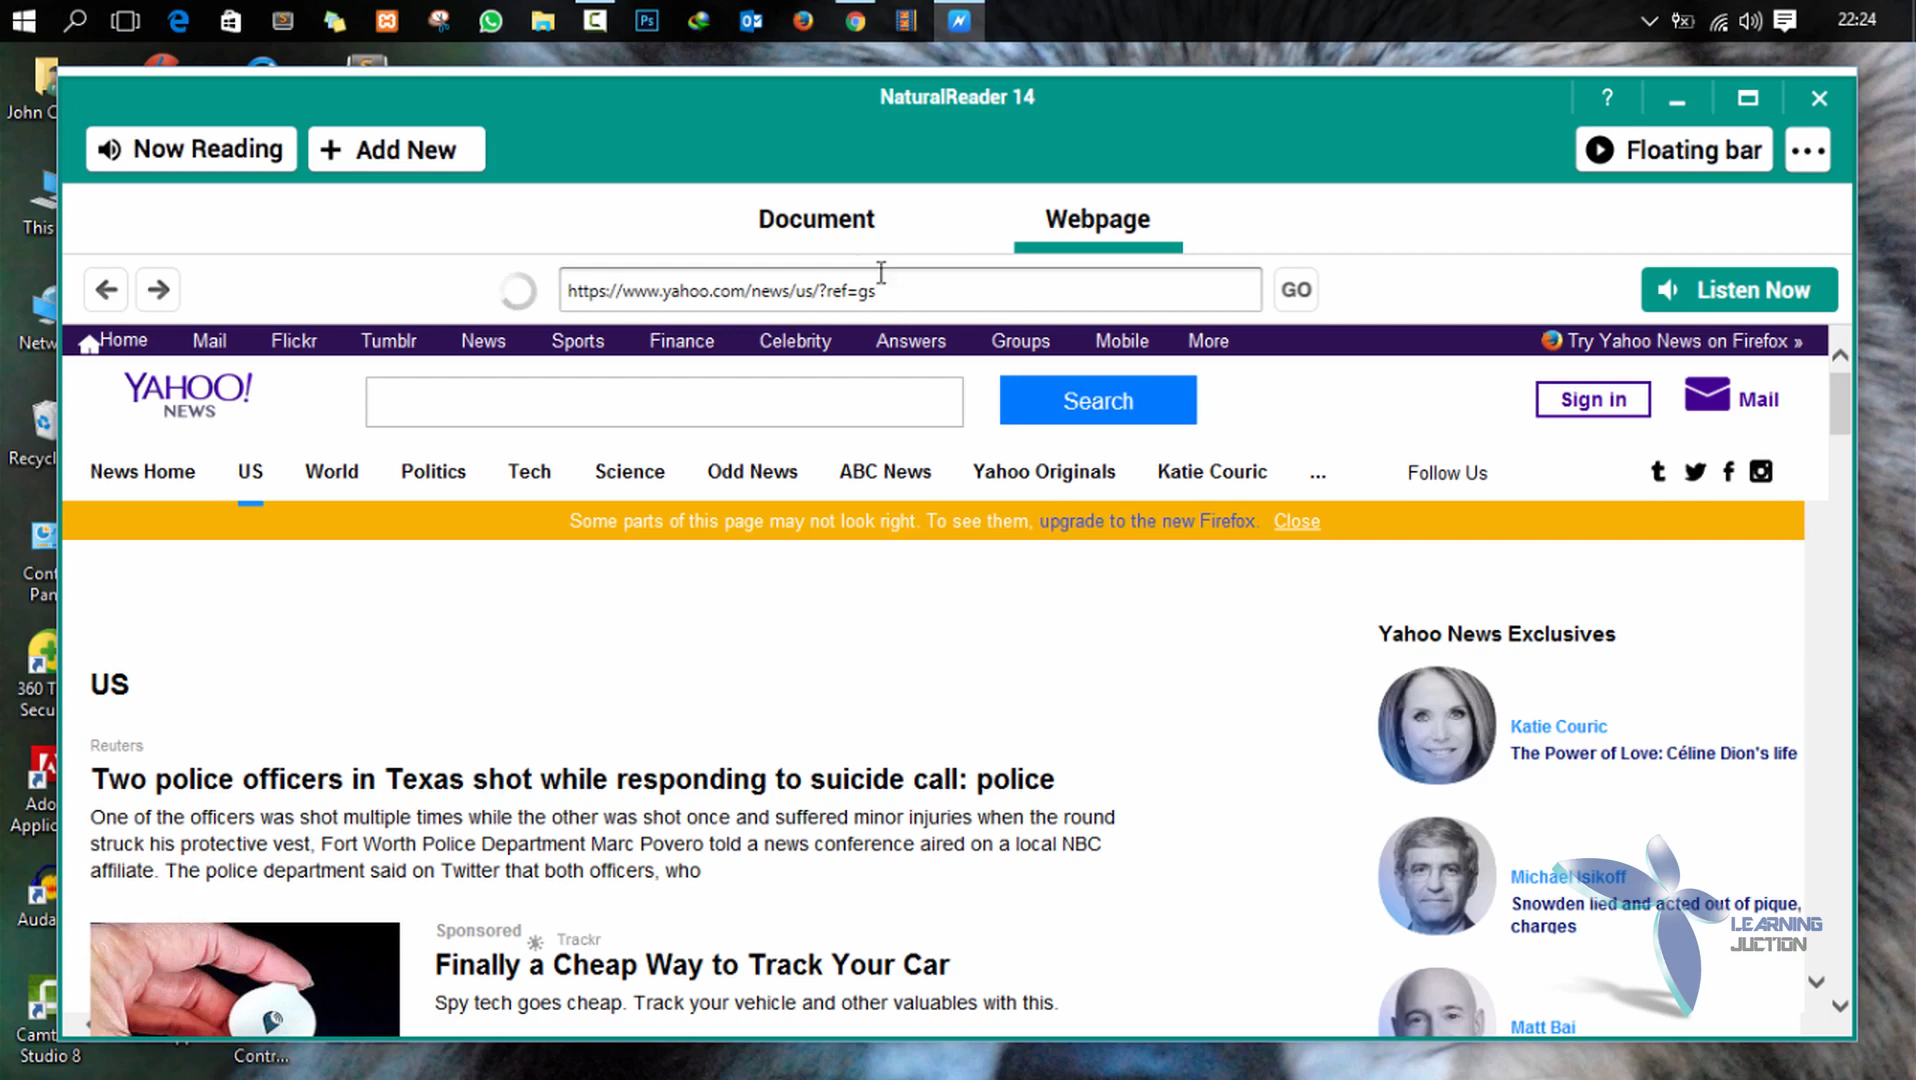 22:24
John C
This
Netw
Recycl
Cont
Pan
360 T
Secu
Ado
Applic
Auda
Camt
Studio 8
Contr...
Ps
NaturalReader 14
?
Now Reading
+ Add New
Floating bar
...
Document
Webpage
https://www.yahoo.com/news/us/?ref=gs
GO
Listen Now
Home Mail Flickr Tumblr News Sports Finance Celebrity Answers Groups Mobile More
Try Yahoo News on Firefox »
YAHOO!
NEWS
Search
Sign in
Mail
News Home US World Politics Tech Science Odd News ABC News Yahoo Originals Katie Couric ... Follow Us
Some parts of this page may not look right. To see them, upgrade to the new Firefox. Close
US
Reuters
Two police officers in Texas shot while responding to suicide call: police
One of the officers was shot multiple times while the other was shot once and suffered minor injuries when the round
struck his protective vest, Fort Worth Police Department Marc Povero told a news conference aired on a local NBC
affiliate. The police department said on Twitter that both officers, who
Sponsored Trackr
Finally a Cheap Way to Track Your Car
Spy tech goes cheap. Track your vehicle and other valuables with this.
Yahoo News Exclusives
Katie Couric
The Power of Love: Céline Dion's life
Michael Isikoff
Snowden lied and acted out of pique,
charges
Matt Bai
LEARNING
JUCTION